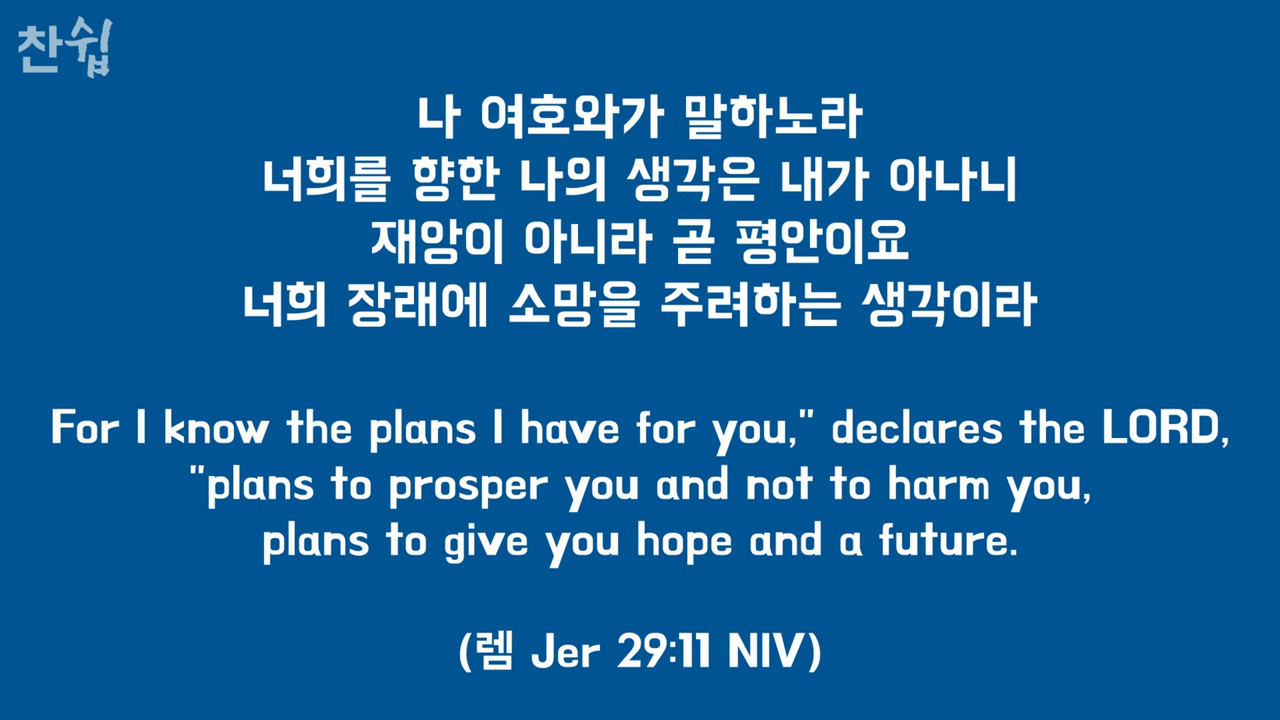 찬쉽
나 여호와가 말하노라
너희를 향한 나의 생각은 내가 아나니
재앙이 아니라 곧 평안이요
너희 장래에 소망을 주려하는 생각이라
For I know the plans I have for you," declares the LORD,
"plans to prosper you and not to harm you,
plans to give you hope and a future.
(렘 Jer 29:11 NIV)